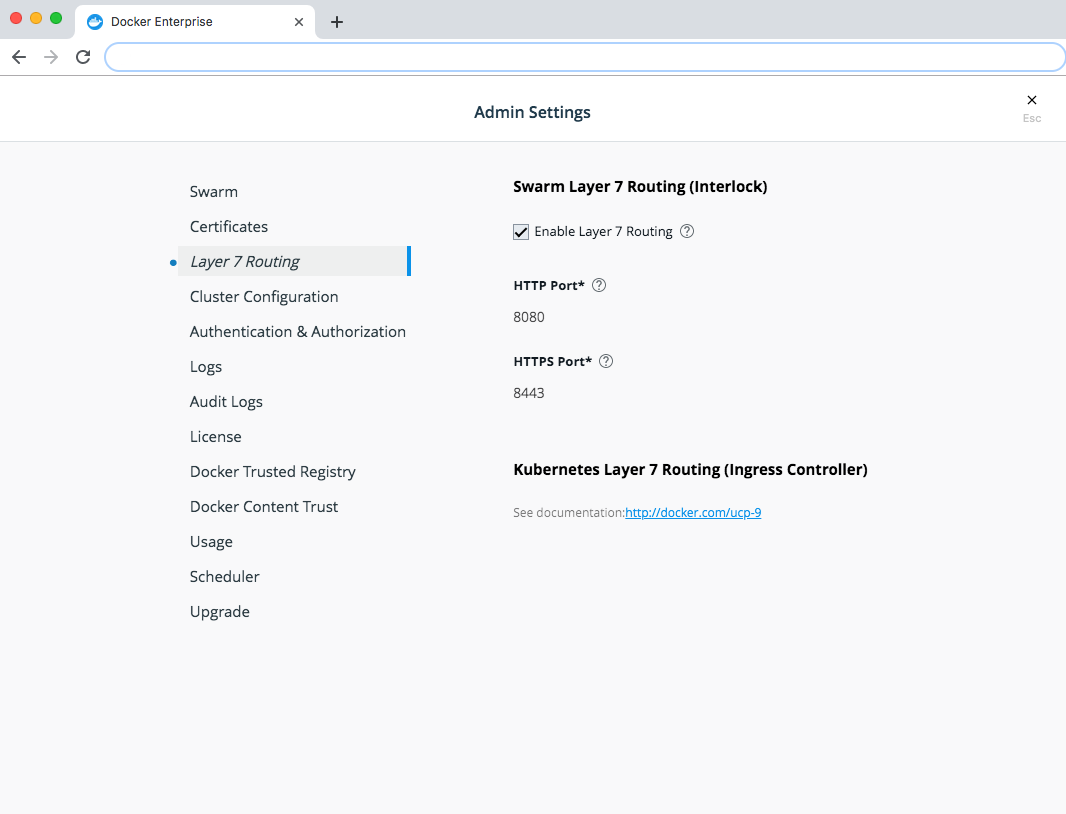 Docker Enterprise
Admin Settings
Esc
Swarm
Certificates
Layer 7 Routing
Cluster Configuration
Authentication & Authorization
Logs
Audit Logs
License
Docker Trusted Registry
Docker Content Trust
Usage
Scheduler
Upgrade
Swarm Layer 7 Routing (Interlock)
Enable Layer 7 Routing ?
HTTP Port* ?
8080
HTTPS Port* ?
8443
Kubernetes Layer 7 Routing (Ingress Controller)
See documentation:http://docker.com/ucp-9